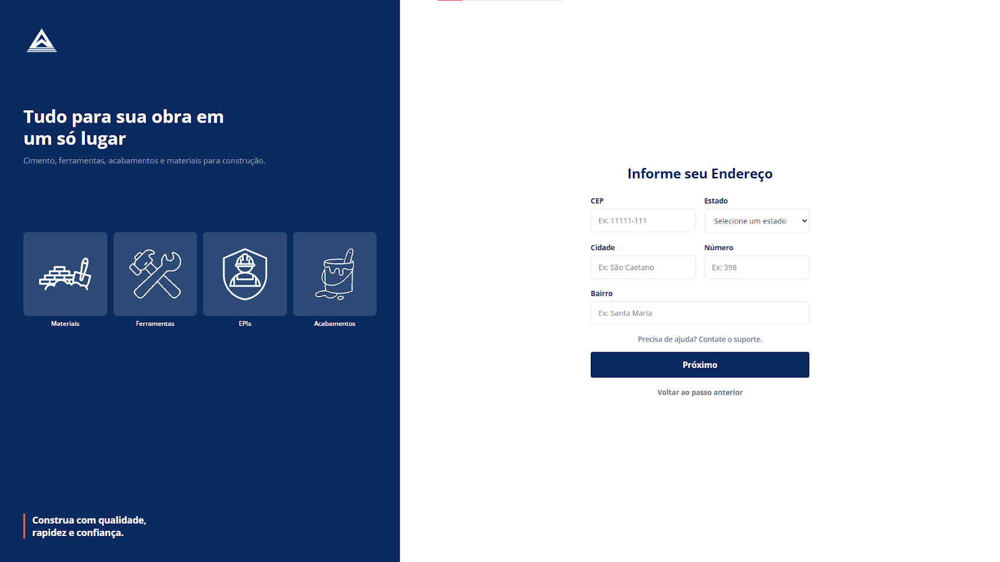 Tudo para sua obra em
um só lugar
Cimento, ferramentas, acabamentos e materiais para construção.
Materiais
Ferramentas
EPIs
Acabamentos
Construa com qualidade,
rapidez e confiança.
Informe seu Endereço
CEP
Estado
Ex: 11111-111
Selecione um estado
Cidade
Número
Ex: São Caetano
Ex: 398
Bairro
Ex: Santa Maria
Precisa de ajuda? Contate o suporte.
Próximo
Voltar ao passo anterior